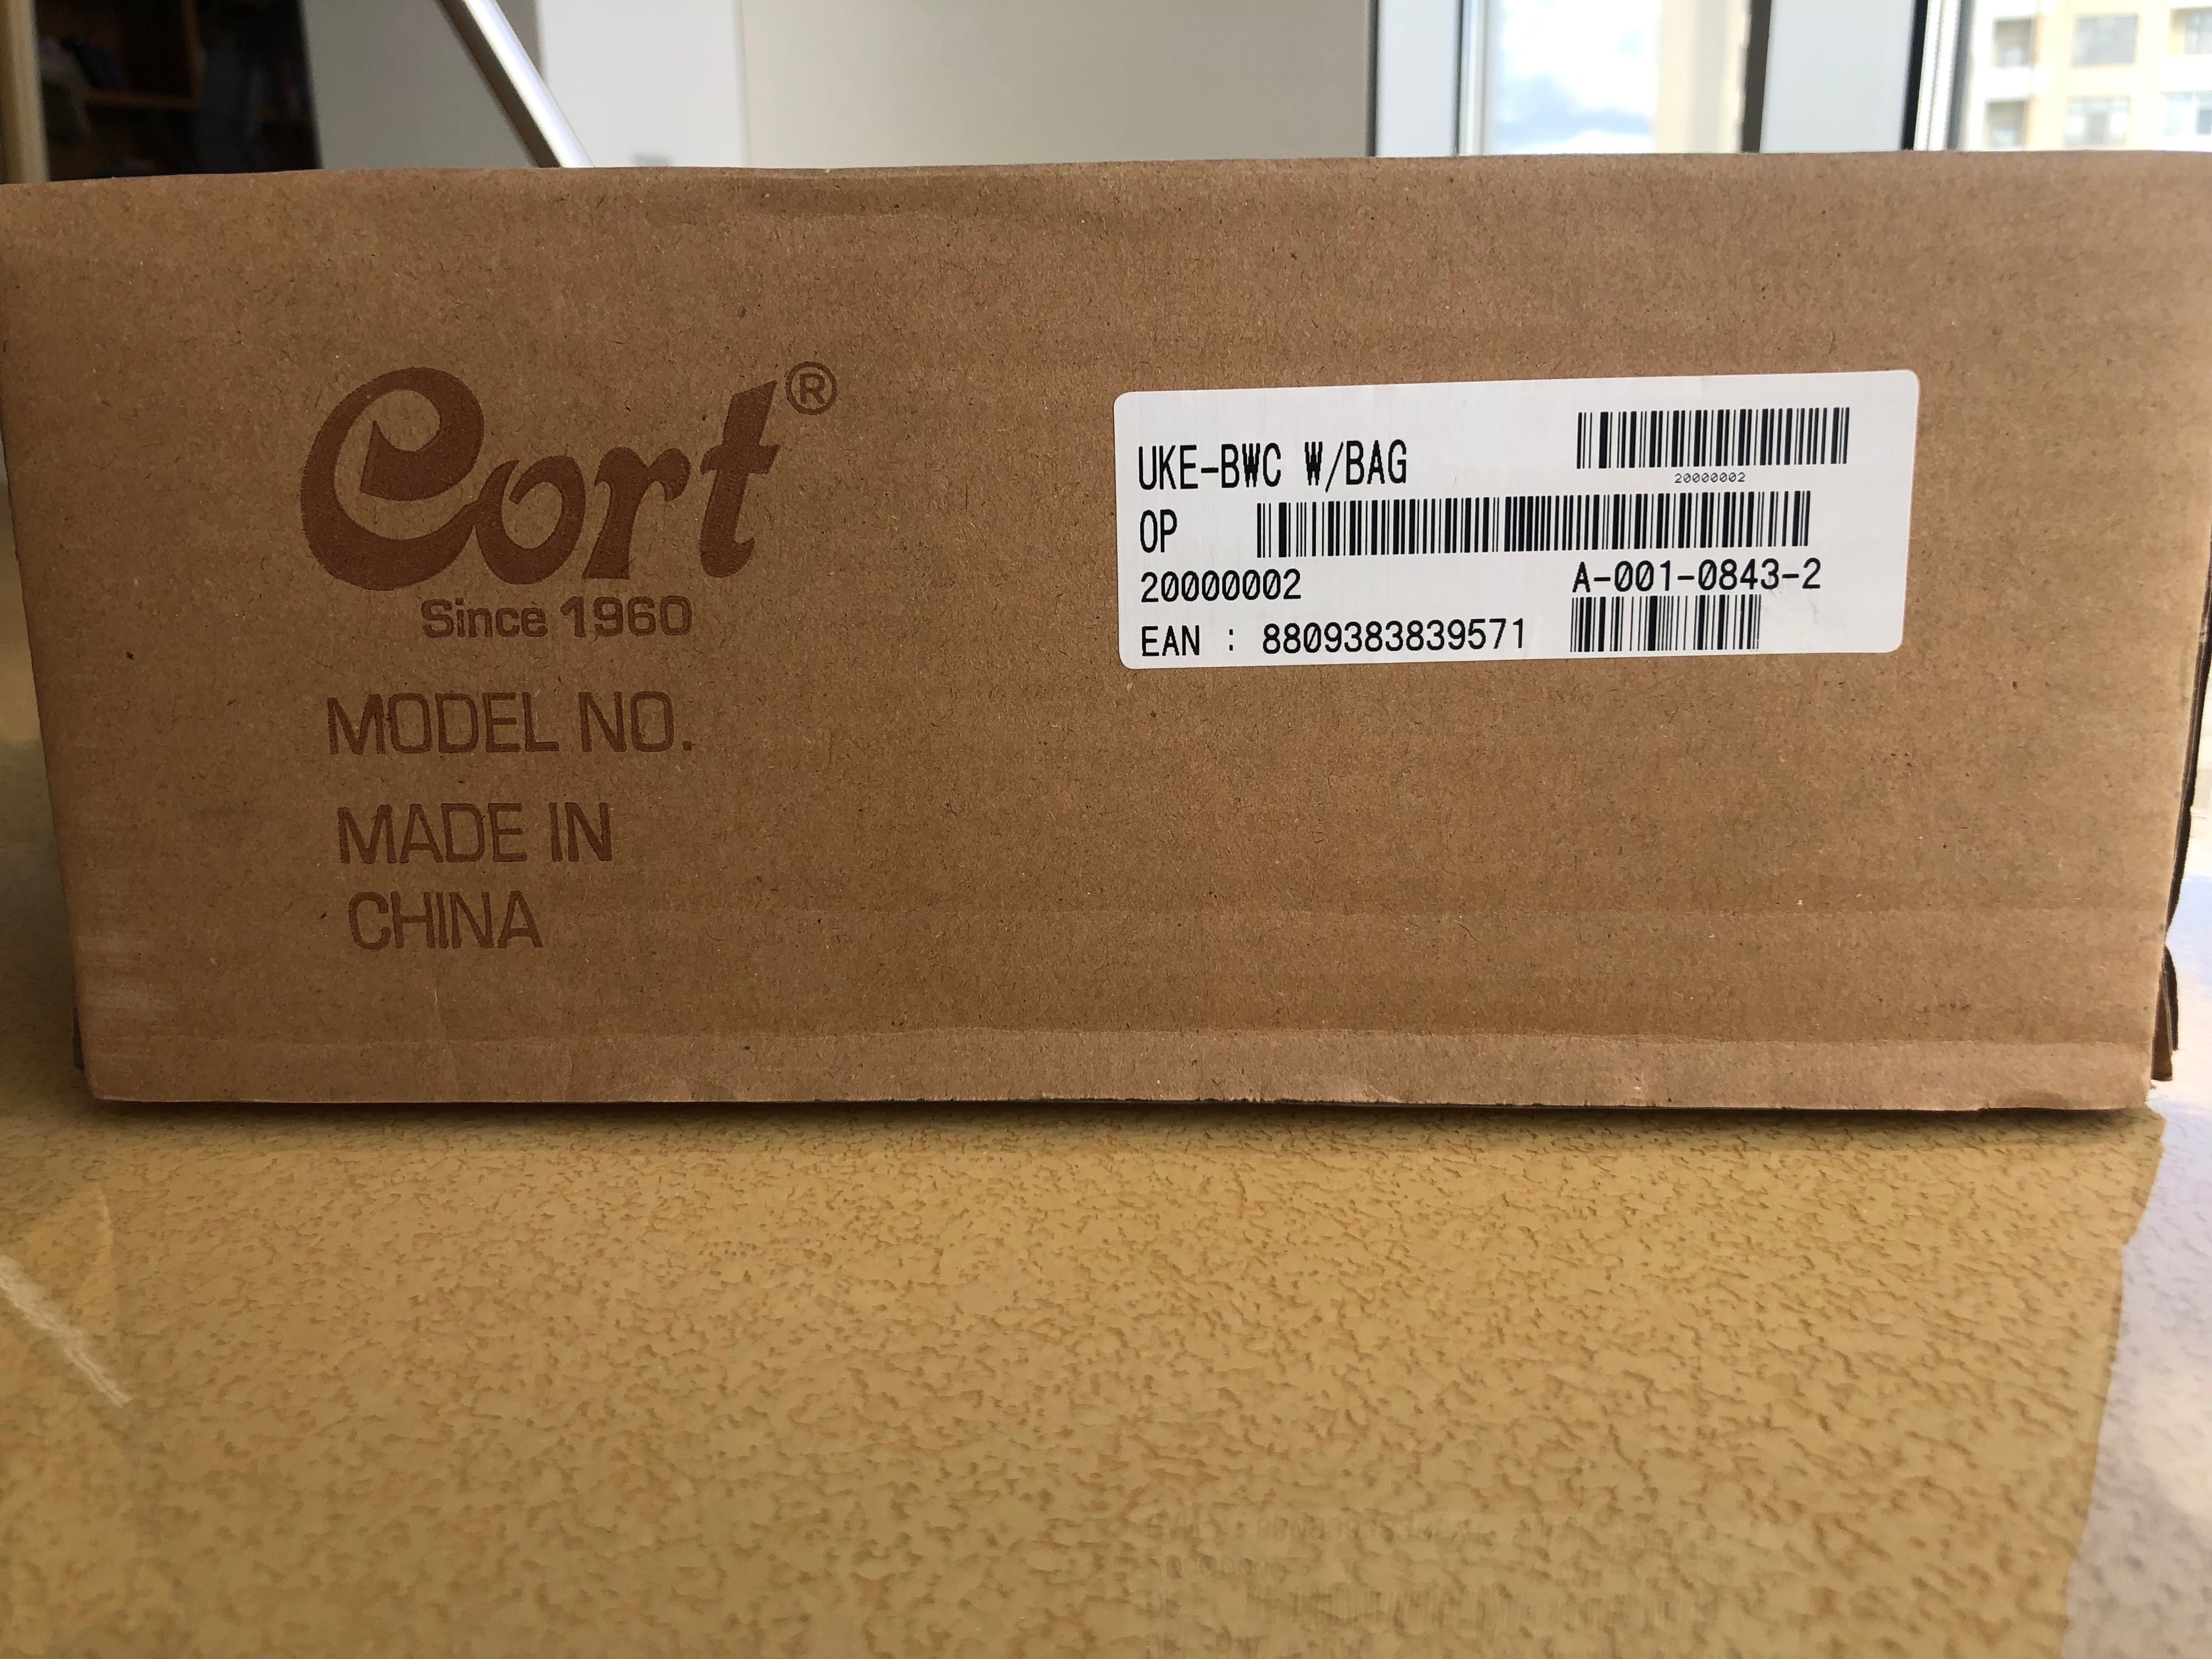 Cort®
Since 1960
MODEL NO.
MADE IN
CHINA
UKE-BWC W/BAG
20000002
OP
20000002 A-001-0843-2
EAN : 8809383839571